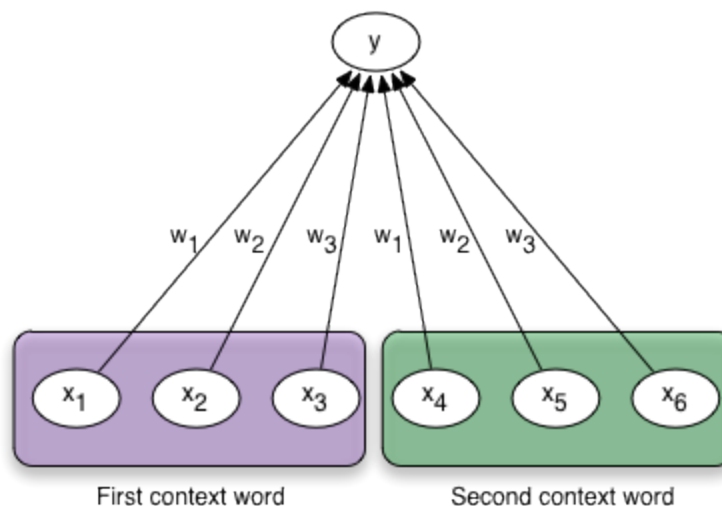 y
w1 w2 w3 w1 w2 w3
x1 x2 x3 x4 x5 x6
First context word Second context word